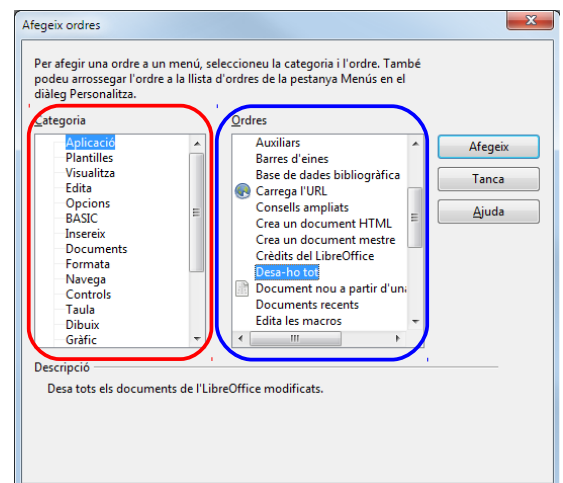 Afegeix ordres
Per afegir una ordre a un menú, seleccioneu la categoria i l'ordre. També
podeu arrossegar l'ordre a la llista d'ordres de la pestanya Menús en el
diàleg Personalitza.
Categoria
Aplicació
Plantilles
Visualitza
Edita
Opcions
BASIC
Insereix
Documents
Formata
Navega
Controls
Taula
Dibuix
Gràfic
Ordres
Auxiliars
Barres d'eines
Base de dades bibliogràfica
Carrega l'URL
Consells ampliats
Crea un document HTML
Crea un document mestre
Crèdits del LibreOffice
Desa-ho tot
Document nou a partir d'un
Documents recents
Edita les macros
Afegeix
Tanca
Ajuda
Descripció
Desa tots els documents de l'LibreOffice modificats.